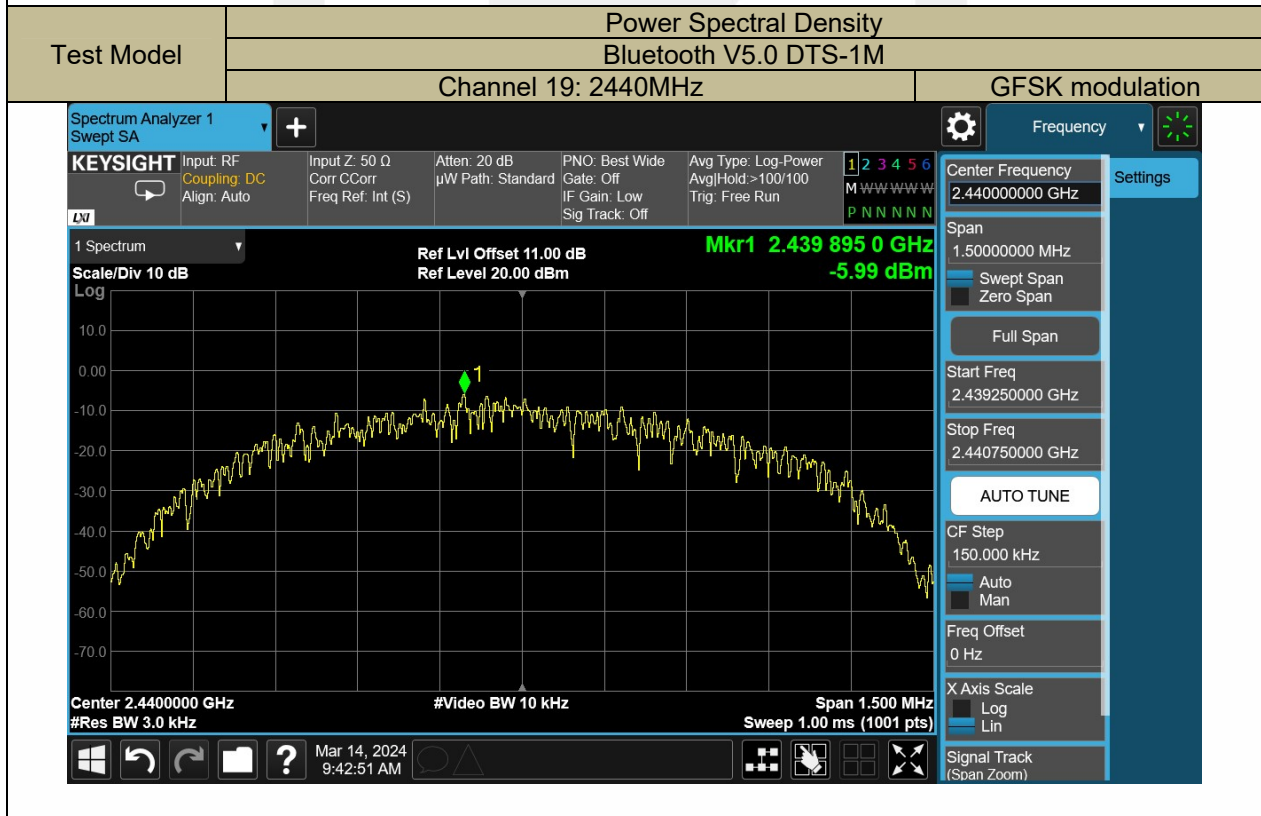 Test Model
Power Spectral Density
Bluetooth V5.0 DTS-1M
Channel 19: 2440MHz
GFSK modulation
Spectrum Analyzer 1
Swept SA
Frequency
KEYSIGHT
LXI
Input: RF
Coupling: DC
Align: Auto
Input Z: 50 Ω
Corr CCorr
Freq Ref: Int (S)
Atten: 20 dB
µW Path: Standard
PNO: Best Wide
Gate: Off
IF Gain: Low
Sig Track: Off
Avg Type: Log-Power
Avg|Hold:>100/100
Trig: Free Run
1 2 3 4 5 6
M W W W W W
P N N N N N
1 Spectrum
Scale/Div 10 dB
Log
Ref Lvl Offset 11.00 dB
Ref Level 20.00 dBm
Mkr1 2.439 895 0 GHz
-5.99 dBm
10.0
0.00
-10.0
-20.0
-30.0
-40.0
-50.0
-60.0
-70.0
1
Center 2.4400000 GHz
#Res BW 3.0 kHz
#Video BW 10 kHz
Span 1.500 MHz
Sweep 1.00 ms (1001 pts)
Mar 14, 2024
9:42:51 AM
Center Frequency
2.440000000 GHz
Settings
Span
1.50000000 MHz
Swept Span
Zero Span
Full Span
Start Freq
2.439250000 GHz
Stop Freq
2.440750000 GHz
AUTO TUNE
CF Step
150.000 kHz
Auto
Man
Freq Offset
0 Hz
X Axis Scale
Log
Lin
Signal Track
(Span Zoom)